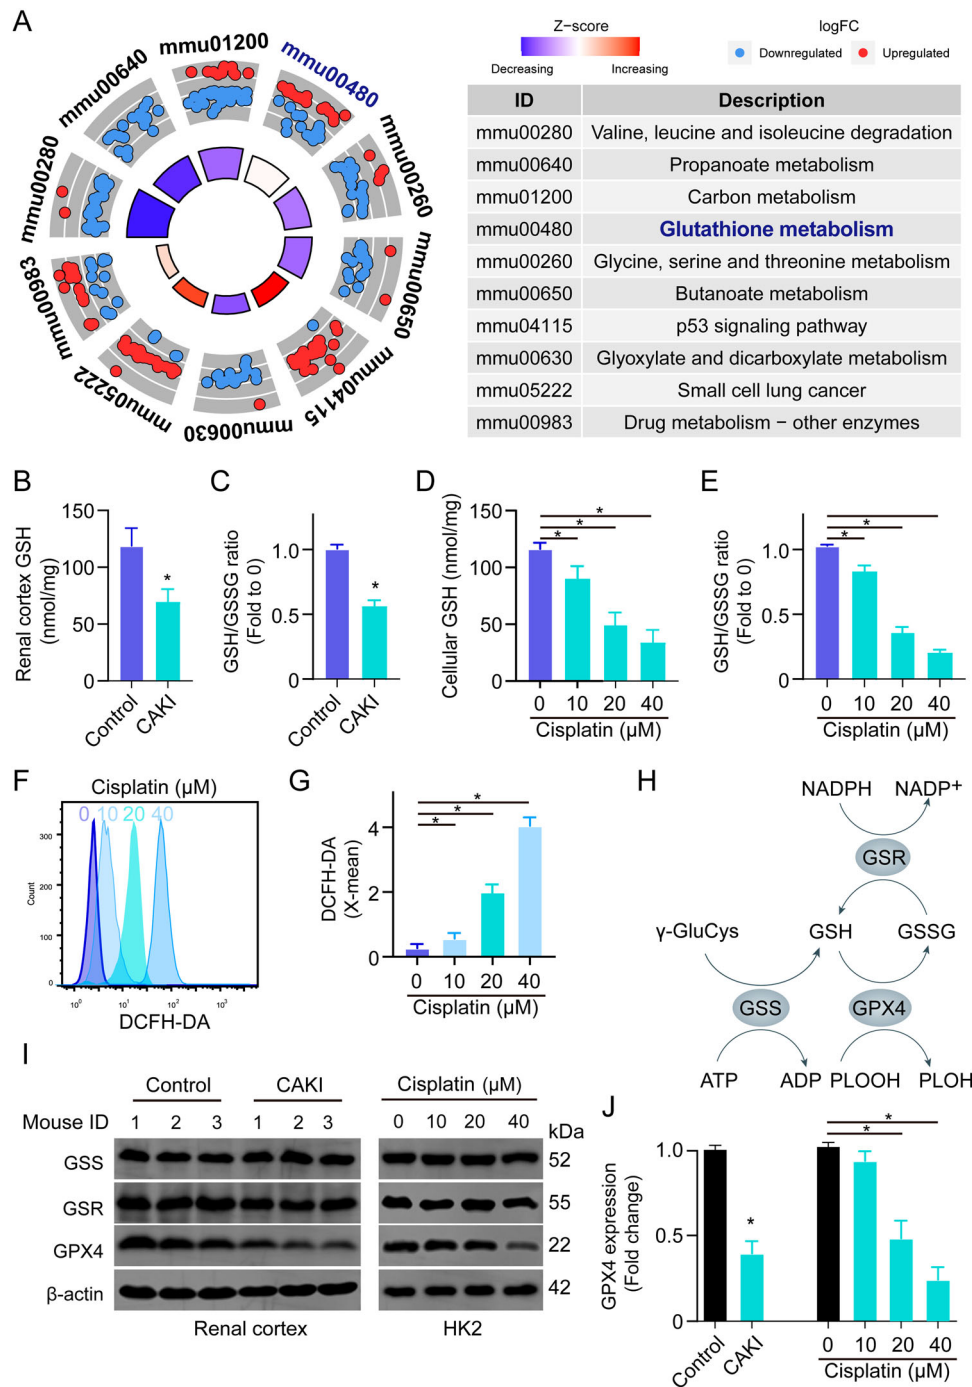 A
mmu01200
mmu00480
mmu00260
mmu00650
mmu04115
mmu00630
mmu05222
mmu00983
mmu00280
mmu00640
Z−score
Decreasing
Increasing
logFC
Downregulated
Upregulated
ID Description
mmu00280 Valine, leucine and isoleucine degradation
mmu00640 Propanoate metabolism
mmu01200 Carbon metabolism
mmu00480 Glutathione metabolism
mmu00260 Glycine, serine and threonine metabolism
mmu00650 Butanoate metabolism
mmu04115 p53 signaling pathway
mmu00630 Glyoxylate and dicarboxylate metabolism
mmu05222 Small cell lung cancer
mmu00983 Drug metabolism − other enzymes
B
Renal cortex GSH
(nmol/mg)
150
100
50
0
*
Control
CAKI
C
GSH/GSSG ratio
(Fold to 0)
1.0
0.5
0
*
Control
CAKI
D
Cellular GSH (nmol/mg)
150
100
50
0
*
*
*
0 10 20 40
Cisplatin (μM)
E
GSH/GSSG ratio
(Fold to 0)
1.0
0.5
0
*
*
*
0 10 20 40
Cisplatin (μM)
F
Cisplatin (μM)
0 10 20 40
Count
300
200
100
0
10⁰ 10¹ 10² 10³
DCFH-DA
G
DCFH-DA
(X-mean)
4
2
0
*
*
*
0 10 20 40
Cisplatin (μM)
H
NADPH NADP⁺
GSR
γ-GluCys GSH GSSG
GSS GPX4
ATP ADP PLOOH PLOH
I
Control CAKI Cisplatin (μM)
Mouse ID 1 2 3 1 2 3 0 10 20 40 kDa
GSS 52
GSR 55
GPX4 22
β-actin 42
Renal cortex HK2
J
GPX4 expression
(Fold change)
1.0
0.5
0
*
*
*
Control
CAKI
0 10 20 40
Cisplatin (μM)